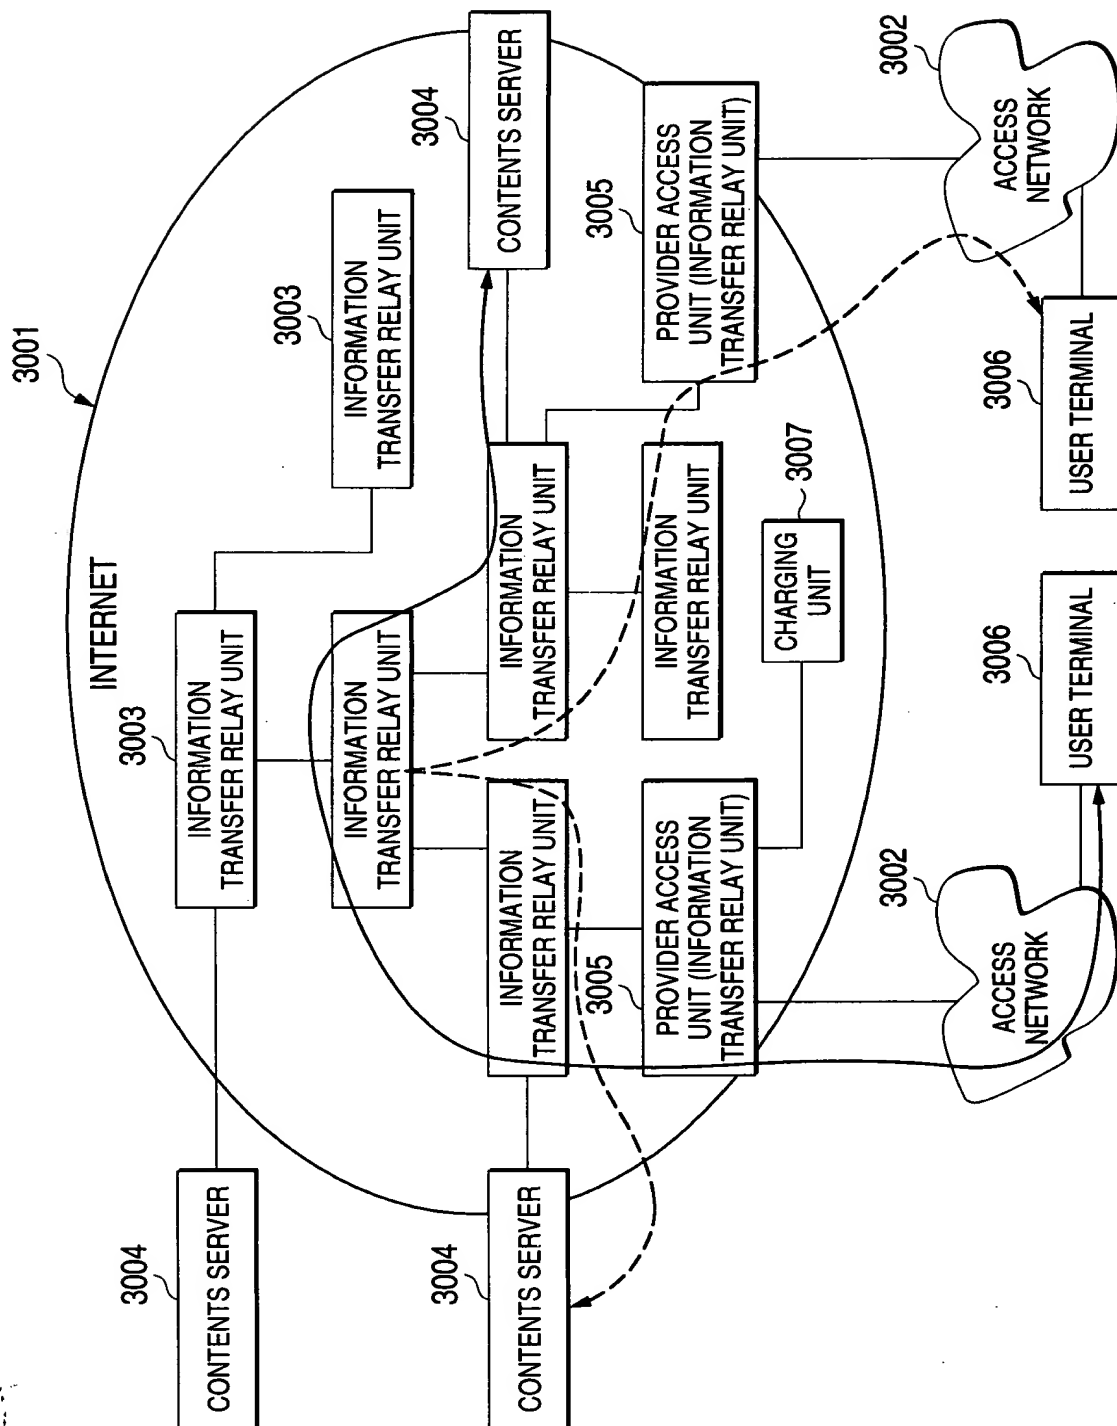 3001
INTERNET
3004
CONTENTS SERVER
3003
INFORMATION
TRANSFER RELAY UNIT
3003
INFORMATION
TRANSFER RELAY UNIT
3004
CONTENTS SERVER
INFORMATION
TRANSFER RELAY UNIT
3004
CONTENTS SERVER
INFORMATION
TRANSFER RELAY UNIT
INFORMATION
TRANSFER RELAY UNIT
3005
PROVIDER ACCESS
UNIT (INFORMATION
TRANSFER RELAY UNIT)
INFORMATION
TRANSFER RELAY UNIT
3005
PROVIDER ACCESS
UNIT (INFORMATION
TRANSFER RELAY UNIT)
CHARGING
UNIT
3007
3002
ACCESS
NETWORK
3002
ACCESS
NETWORK
3006
USER TERMINAL
3006
USER TERMINAL